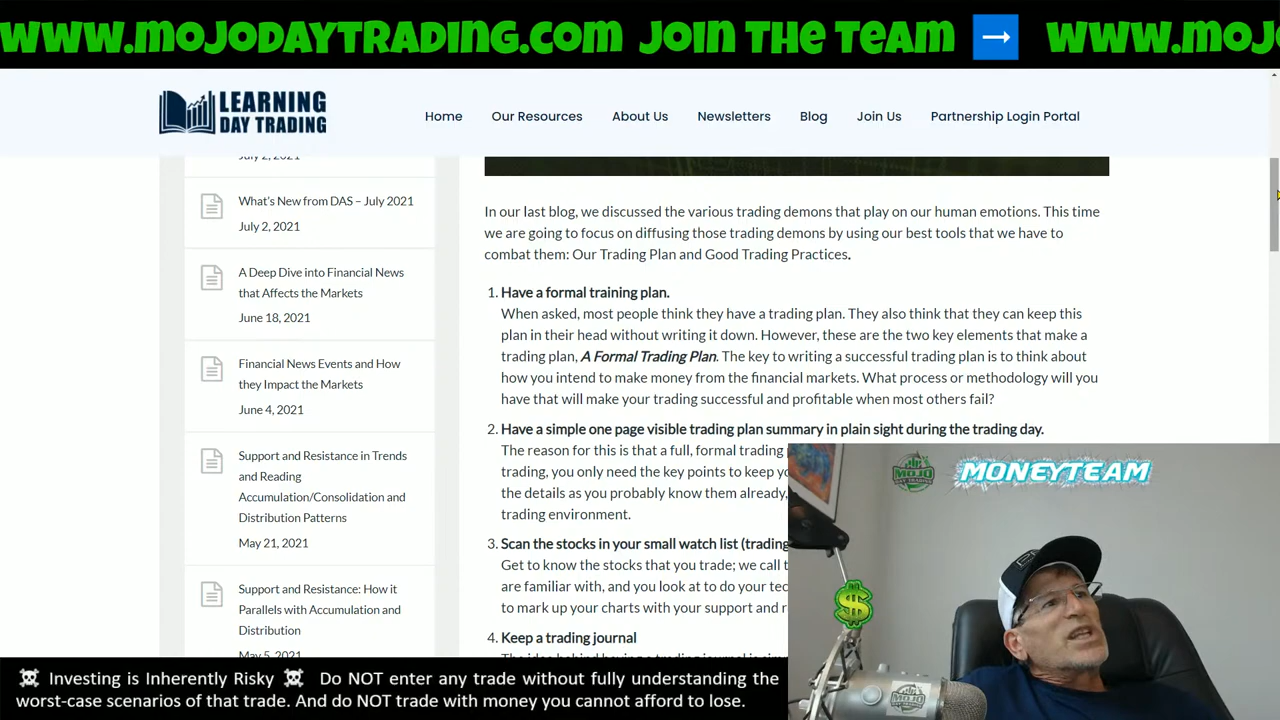 www.MOJODAYTRADING.com JOIN THE TEAM www.MOJ
LEARNING
DAY TRADING
Home Our Resources About Us Newsletters Blog Join Us Partnership Login Portal
July 2, 2021
What's New from DAS – July 2021
July 2, 2021
A Deep Dive into Financial News
that Affects the Markets
June 18, 2021
Financial News Events and How
they Impact the Markets
June 4, 2021
Support and Resistance in Trends
and Reading
Accumulation/Consolidation and
Distribution Patterns
May 21, 2021
Support and Resistance: How it
Parallels with Accumulation and
Distribution
May 5, 2021
In our last blog, we discussed the various trading demons that play on our human emotions. This time
we are going to focus on diffusing those trading demons by using our best tools that we have to
combat them: Our Trading Plan and Good Trading Practices.
1. Have a formal training plan.
When asked, most people think they have a trading plan. They also think that they can keep this
plan in their head without writing it down. However, these are the two key elements that make a
trading plan, A Formal Trading Plan. The key to writing a successful trading plan is to think about
how you intend to make money from the financial markets. What process or methodology will you
have that will make your trading successful and profitable when most others fail?
2. Have a simple one page visible trading plan summary in plain sight during the trading day.
The reason for this is that a full, formal trading
trading, you only need the key points to keep yo
the details as you probably know them already,
trading environment.
3. Scan the stocks in your small watch list (trading
Get to know the stocks that you trade; we call t
are familiar with, and you look at to do your tec
to mark up your charts with your support and r
4. Keep a trading journal
MOJO
DAY TRADING
MONEYTEAM
$
MOJO
Investing is Inherently Risky Do NOT enter any trade without fully understanding the
worst-case scenarios of that trade. And do NOT trade with money you cannot afford to lose.